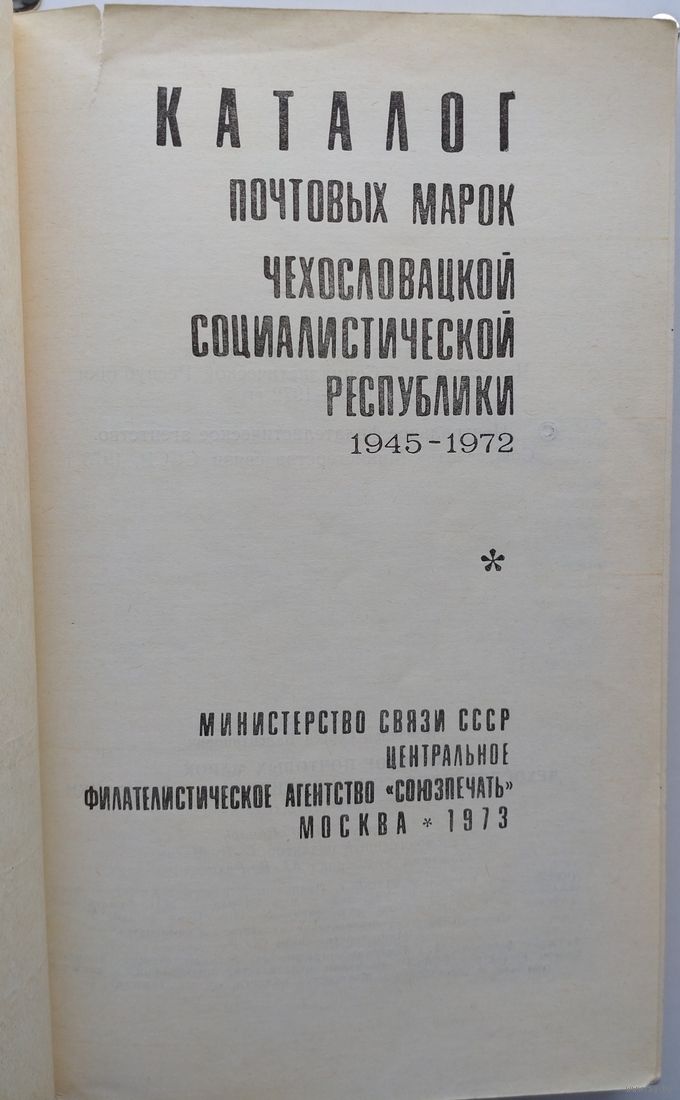 КАТАЛОГ
ПОЧТОВЫХ МАРОК
ЧЕХОСЛОВАЦКОЙ
СОЦИАЛИСТИЧЕСКОЙ
РЕСПУБЛИКИ
1945-1972
*
МИНИСТЕРСТВО СВЯЗИ СССР
ЦЕНТРАЛЬНОЕ
ФИЛАТЕЛИСТИЧЕСКОЕ АГЕНТСТВО «СОЮЗПЕЧАТЬ»
МОСКВА * 1973